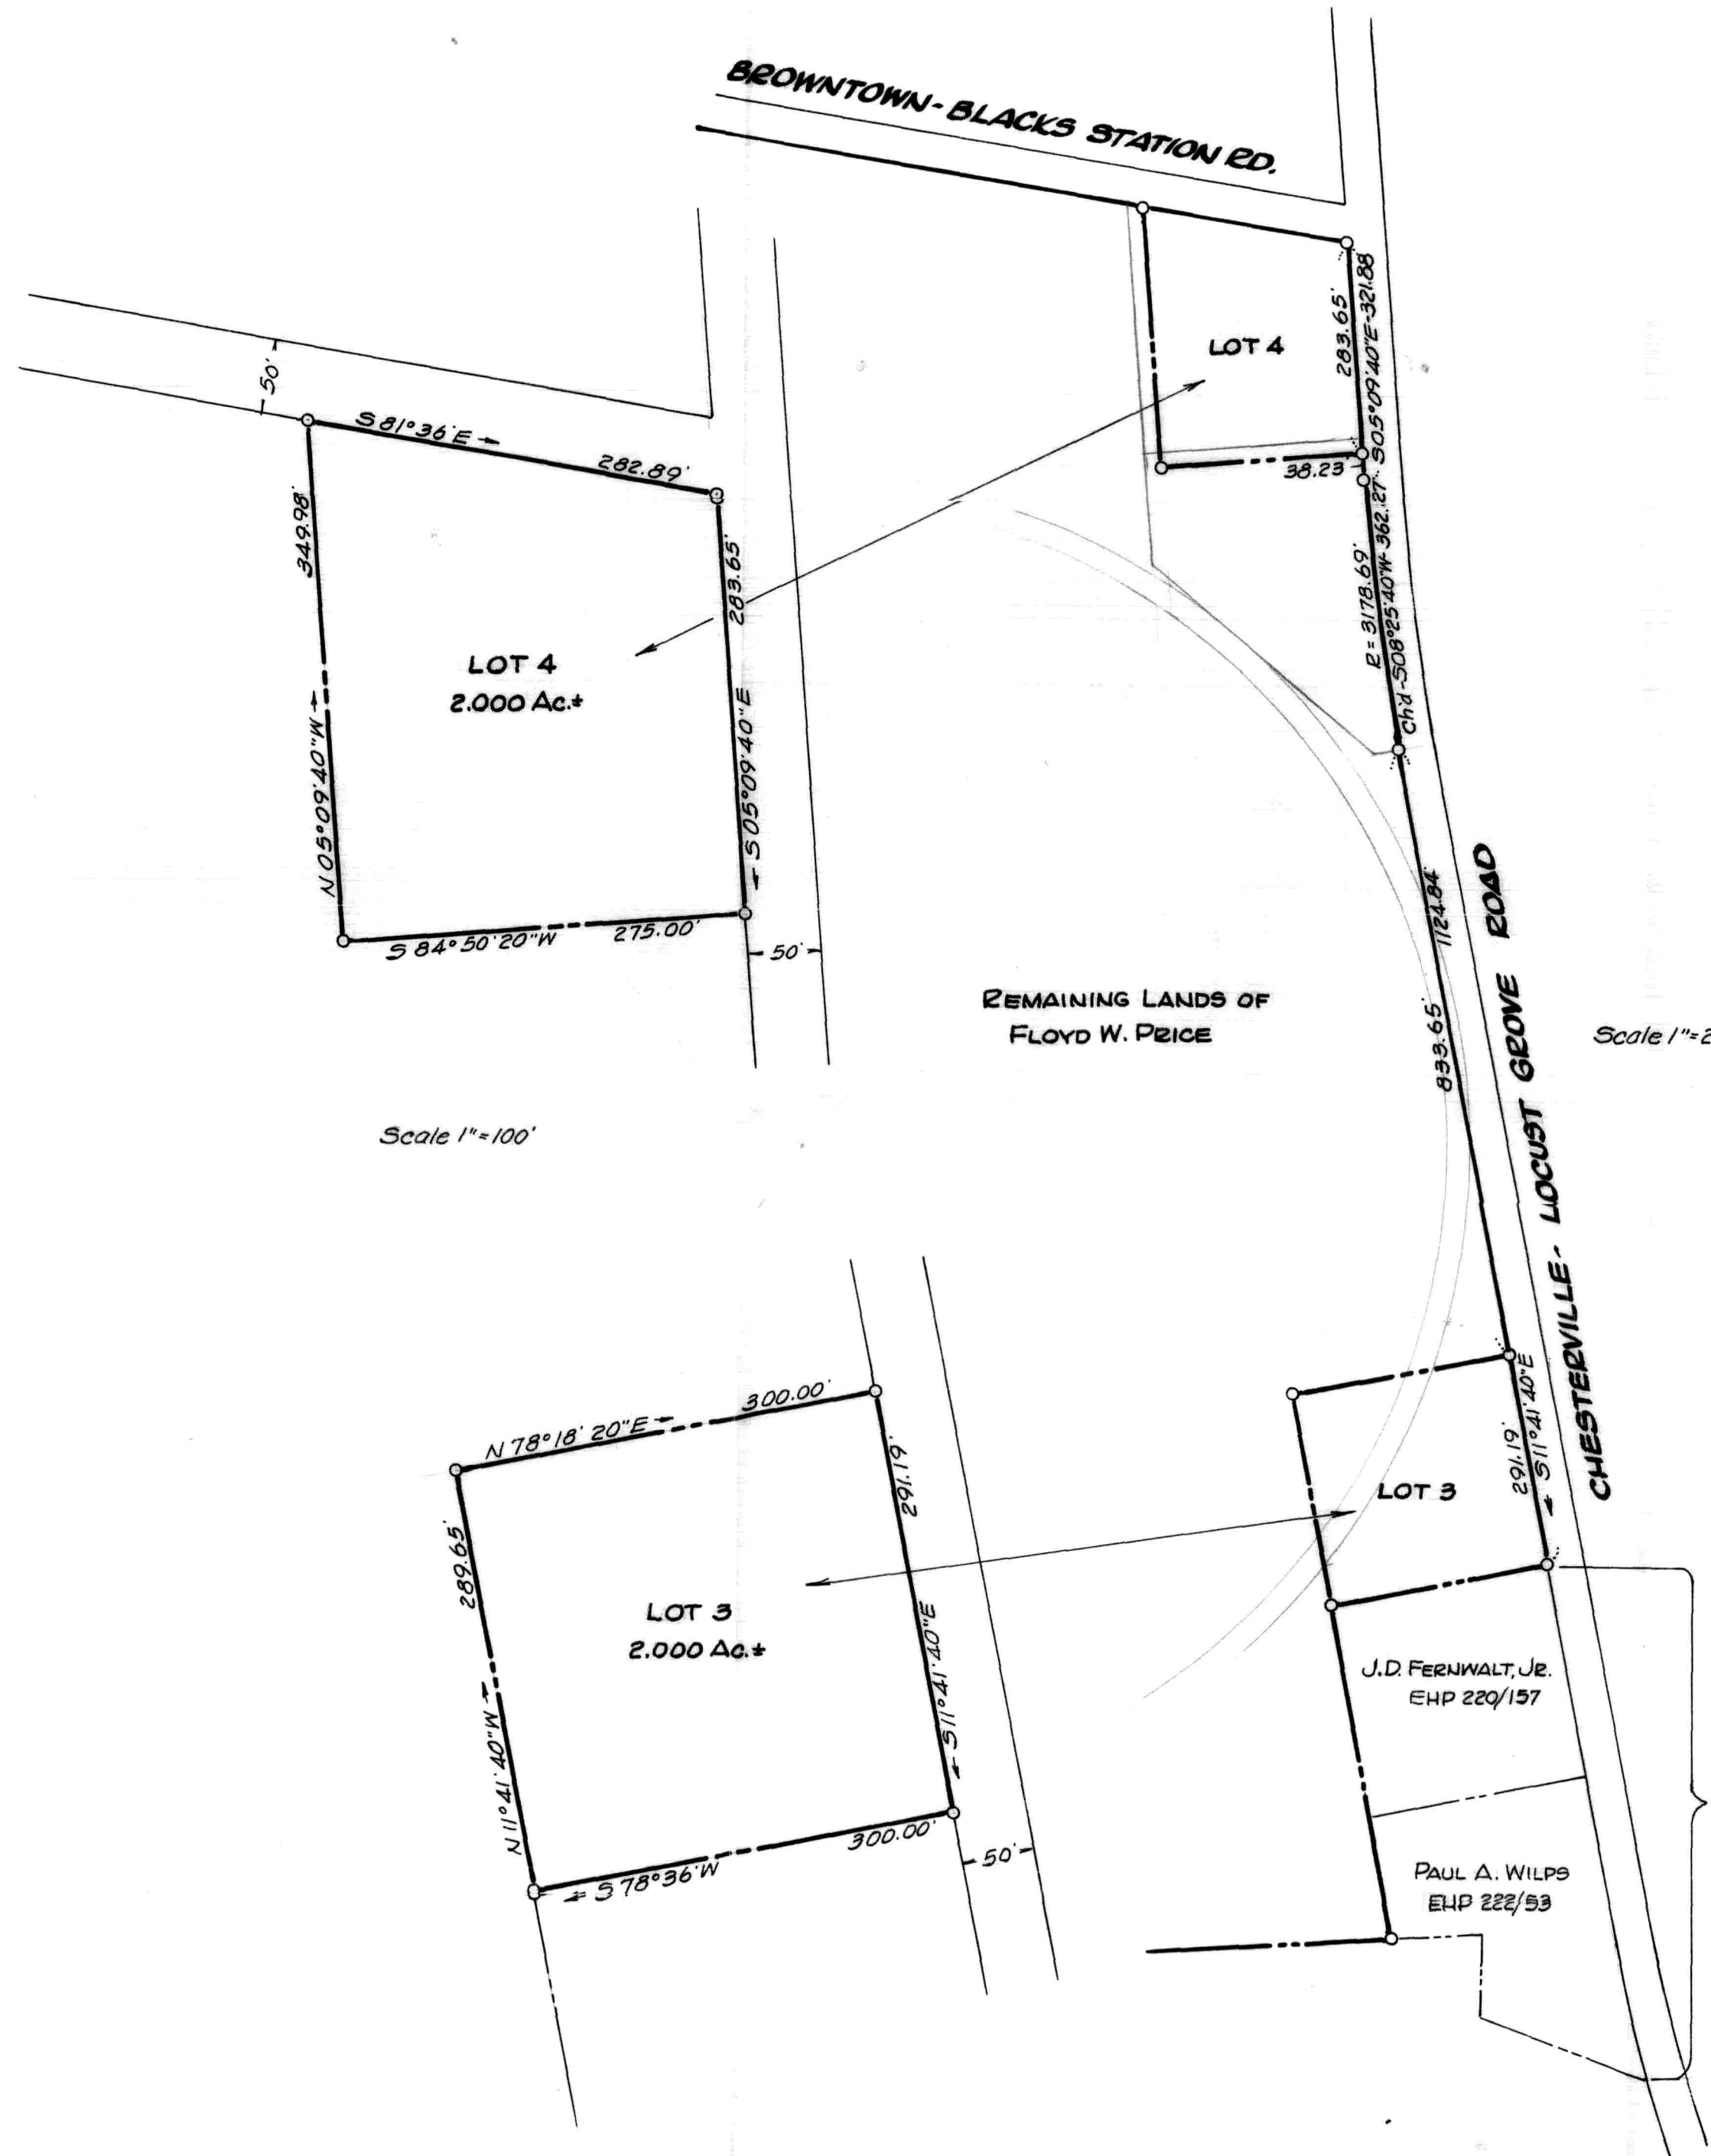 BROWNTOWN-BLACKS STATION RD.
50'
S 81°36' E
282.89'
349.98'
N 05°09'40" W
LOT 4
2.000 Ac.±
283.65'
S 05°09'40" E
S 84°50'20" W
275.00'
50'
LOT 4
283.65'
S05°09'40"E-321.88
38.23'
R = 3178.69'
Ch'd-S08°25'40"W-362.27'
1124.84'
833.65'
CHESTERVILLE- LOCUST GROVE ROAD
REMAINING LANDS OF
FLOYD W. PRICE
Scale 1"=2
Scale 1"=100'
N 78°18' 20" E
300.00'
289.65'
N 11°41'40" W
LOT 3
2.000 Ac.±
291.19'
S 11°41'40" E
S 78°36' W
300.00'
50'
LOT 3
291.19'
S 11°41'40" E
J.D. FERNWALT, JR.
EHP 220/157
PAUL A. WILPS
EHP 222/53